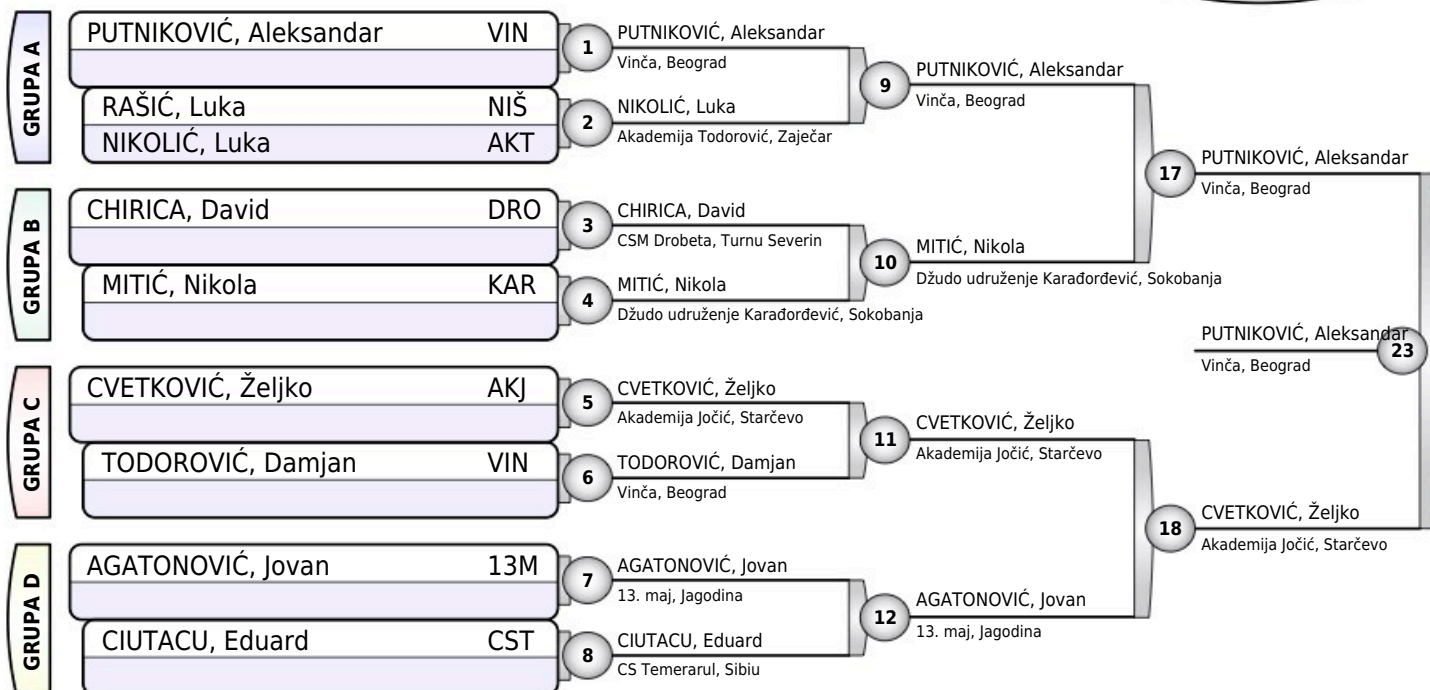 GRUPA A
PUTNIKOVIĆ, Aleksandar VIN
RAŠIĆ, Luka NIŠ
NIKOLIĆ, Luka AKT
GRUPA B
CHIRICA, David DRO
MITIĆ, Nikola KAR
GRUPA C
CVETKOVIĆ, Željko AKJ
TODOROVIĆ, Damjan VIN
GRUPA D
AGATONOVIĆ, Jovan 13M
CIUTACU, Eduard CST
1
PUTNIKOVIĆ, Aleksandar
Vinča, Beograd
2
NIKOLIĆ, Luka
Akademija Todorović, Zaječar
3
CHIRICA, David
CSM Drobeta, Turnu Severin
4
MITIĆ, Nikola
Džudo udruženje Karađorđević, Sokobanja
5
CVETKOVIĆ, Željko
Akademija Jočić, Starčevo
6
TODOROVIĆ, Damjan
Vinča, Beograd
7
AGATONOVIĆ, Jovan
13. maj, Jagodina
8
CIUTACU, Eduard
CS Temerarul, Sibiu
9
PUTNIKOVIĆ, Aleksandar
Vinča, Beograd
10
MITIĆ, Nikola
Džudo udruženje Karađorđević, Sokobanja
11
CVETKOVIĆ, Željko
Akademija Jočić, Starčevo
12
AGATONOVIĆ, Jovan
13. maj, Jagodina
17
PUTNIKOVIĆ, Aleksandar
Vinča, Beograd
18
CVETKOVIĆ, Željko
Akademija Jočić, Starčevo
PUTNIKOVIĆ, Aleksandar
23
Vinča, Beograd